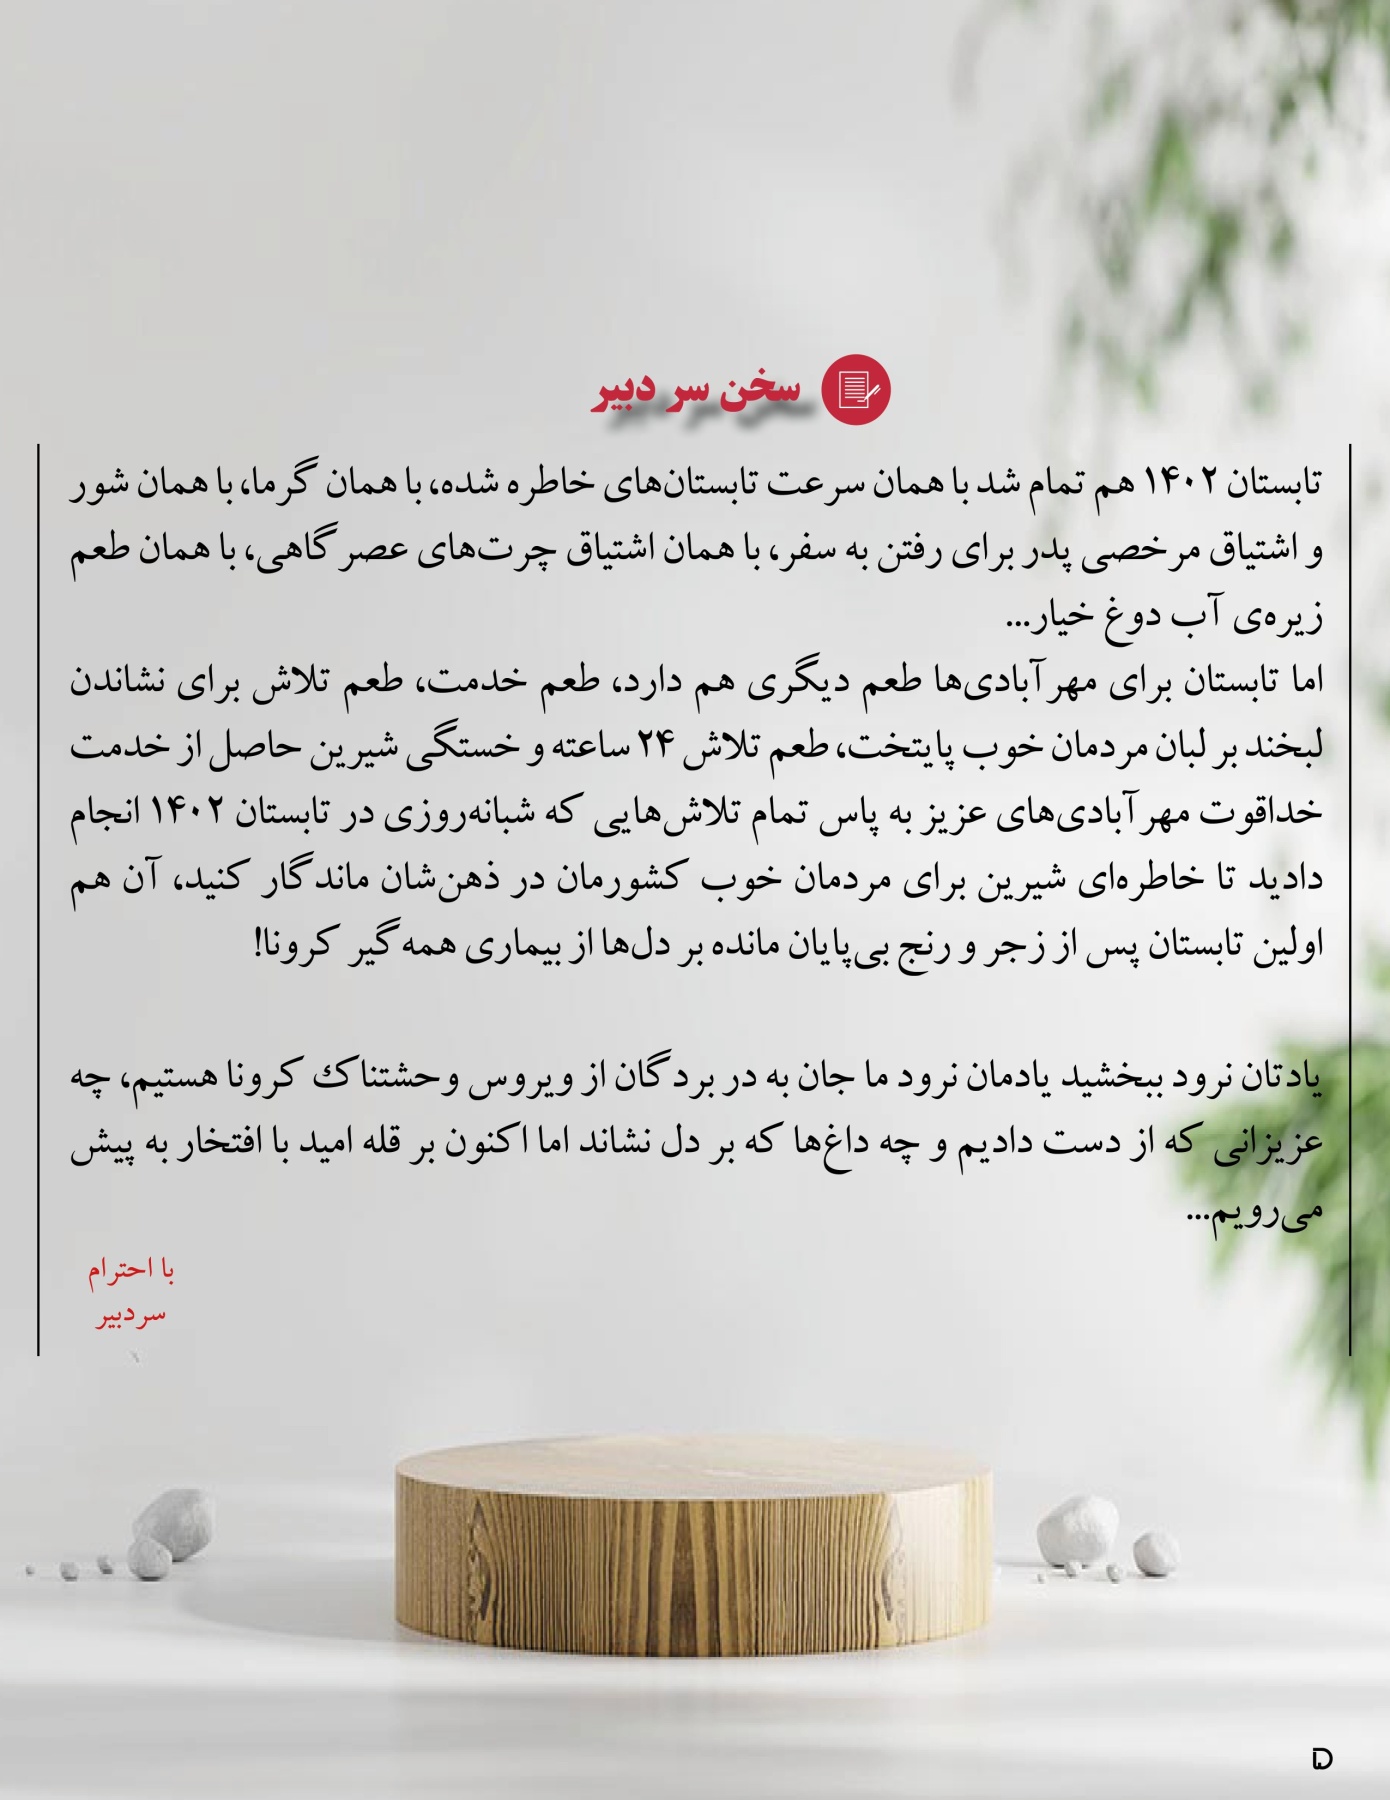 سخن سر دبیر
تابستان ۱۴۰۲ هم تمام شد با همان سرعت تابستان‌های خاطره شده، با همان گرما، با همان شور
و اشتیاق مرخصی پدر برای رفتن به سفر، با همان اشتیاق چرت‌های عصر گاهی، با همان طعم
زیره‌ی آب دوغ خیار...
اما تابستان برای مهرآبادی‌ها طعم دیگری هم دارد، طعم خدمت، طعم تلاش برای نشاندن
لبخند بر لبان مردمان خوب پایتخت، طعم تلاش ۲۴ ساعته و خستگی شیرین حاصل از خدمت
خداقوت مهرآبادی‌های عزیز به پاس تمام تلاش‌هایی که شبانه‌روزی در تابستان ۱۴۰۲ انجام
دادید تا خاطره‌ای شیرین برای مردمان خوب کشورمان در ذهن‌شان ماندگار کنید، آن هم
اولین تابستان پس از زجر و رنج بی‌پایان مانده بر دل‌ها از بیماری همه گیر کرونا!
یادتان نرود ببخشید یادمان نرود ما جان به در بردگان از ویروس وحشتناک کرونا هستیم، چه
عزیزانی که از دست دادیم و چه داغ‌ها که بر دل نشاند اما اکنون بر قله امید با افتخار به پیش
می‌رویم...
با احترام
سردبیر
۵